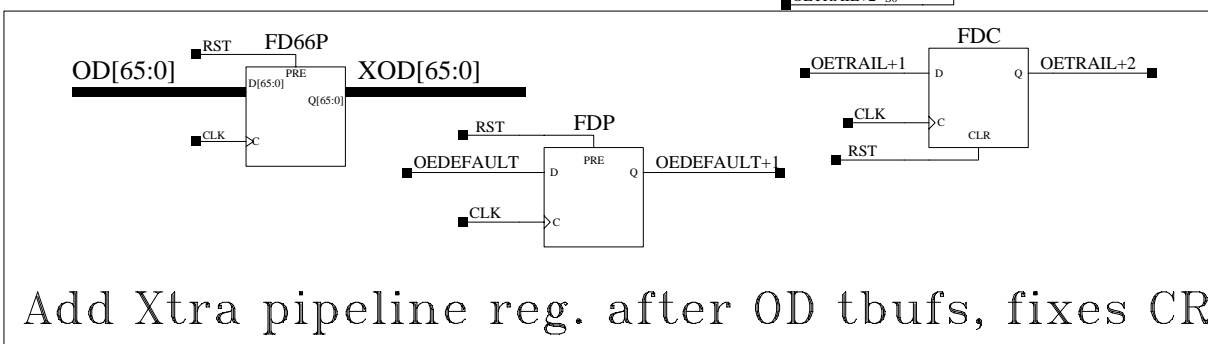 RST FD66P
OD[65:0] XOD[65:0]
PRE
D[65:0]
Q[65:0]
CLK C
RST FDP
OEDEFAULT D PRE Q OEDEFAULT+1
CLK C
FDC
OETRAIL+1 D Q OETRAIL+2
CLK C
RST CLR
Add Xtra pipeline reg. after OD tbufs, fixes CR